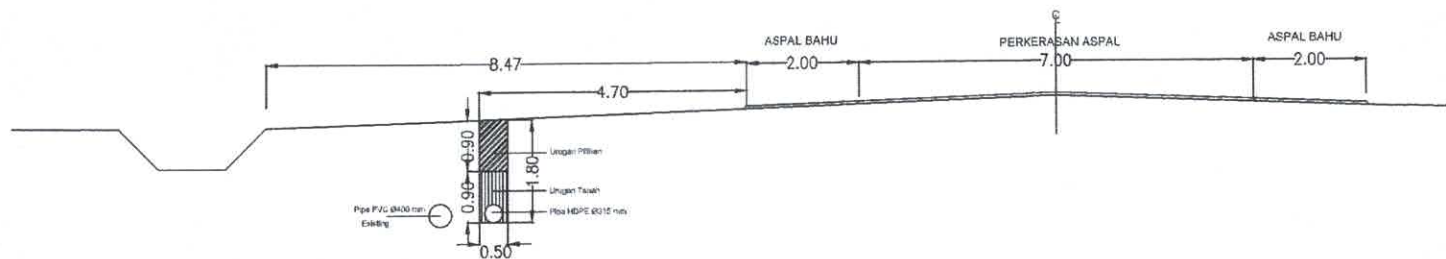 ℄
ASPAL BAHU
PERKERASAN ASPAL
ASPAL BAHU
8.47
2.00
7.00
2.00
4.70
0.90
1.80
Urugan Pilihan
0.90
Urugan Tanah
Pipa PVC Ø400 mm
Existing
Pipa HDPE Ø315 mm
0.50